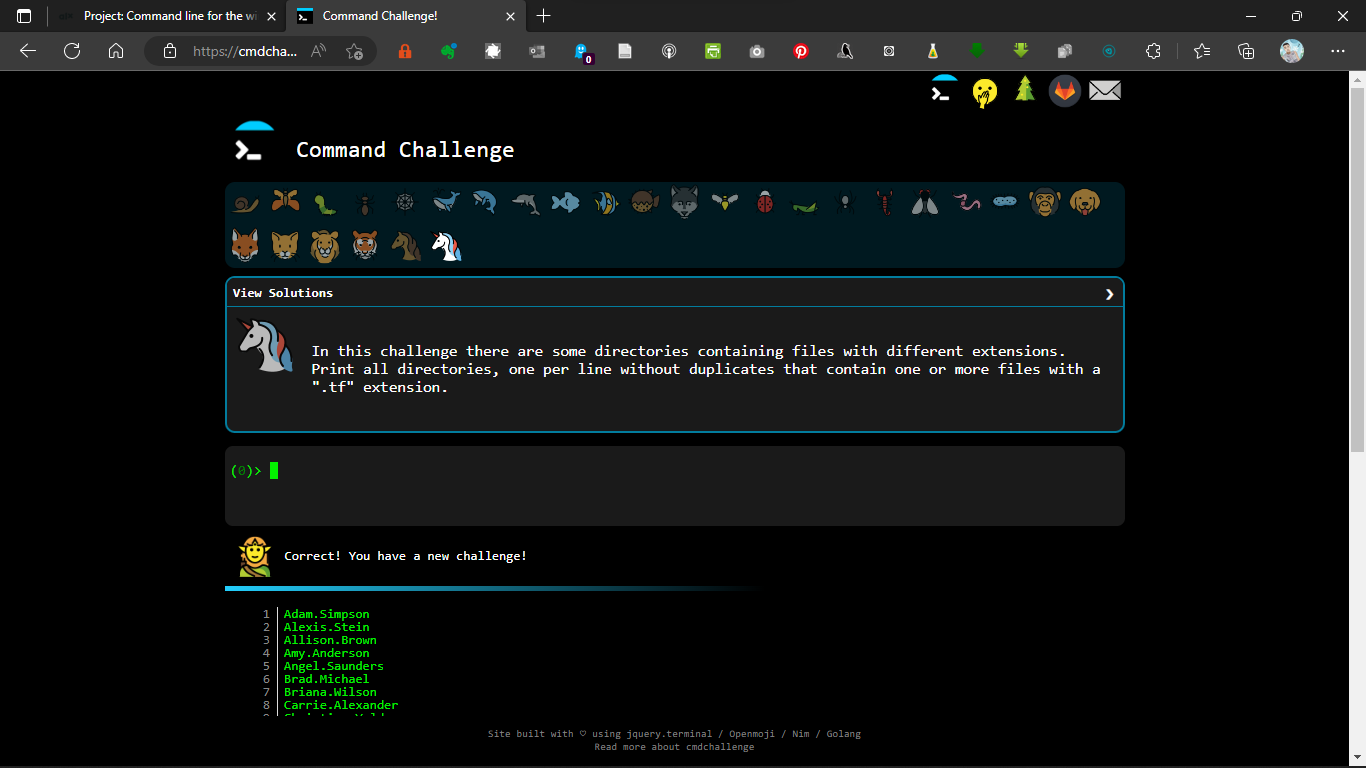 Project: Command line for the wi
Command Challenge!
https://cmdcha...
0
Command Challenge
View Solutions
In this challenge there are some directories containing files with different extensions.
Print all directories, one per line without duplicates that contain one or more files with a
".tf" extension.
(0)>
Correct! You have a new challenge!
1 Adam.Simpson
2 Alexis.Stein
3 Allison.Brown
4 Amy.Anderson
5 Angel.Saunders
6 Brad.Michael
7 Briana.Wilson
8 Carrie.Alexander
Site built with ♡ using jquery.terminal / Openmoji / Nim / Golang
Read more about cmdchallenge